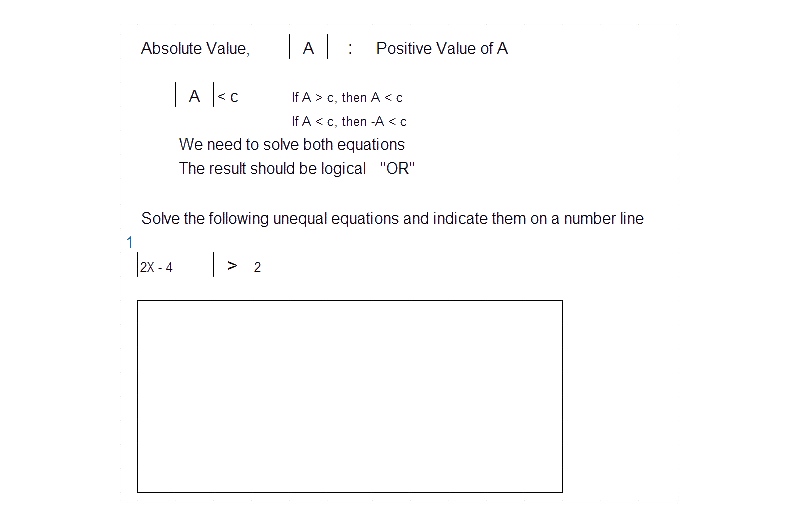 Absolute Value, | A | : Positive Value of A
| A | < c If A > c, then A < c
If A < c, then -A < c
We need to solve both equations
The result should be logical "OR"
Solve the following unequal equations and indicate them on a number line
1
|2X - 4 | > 2